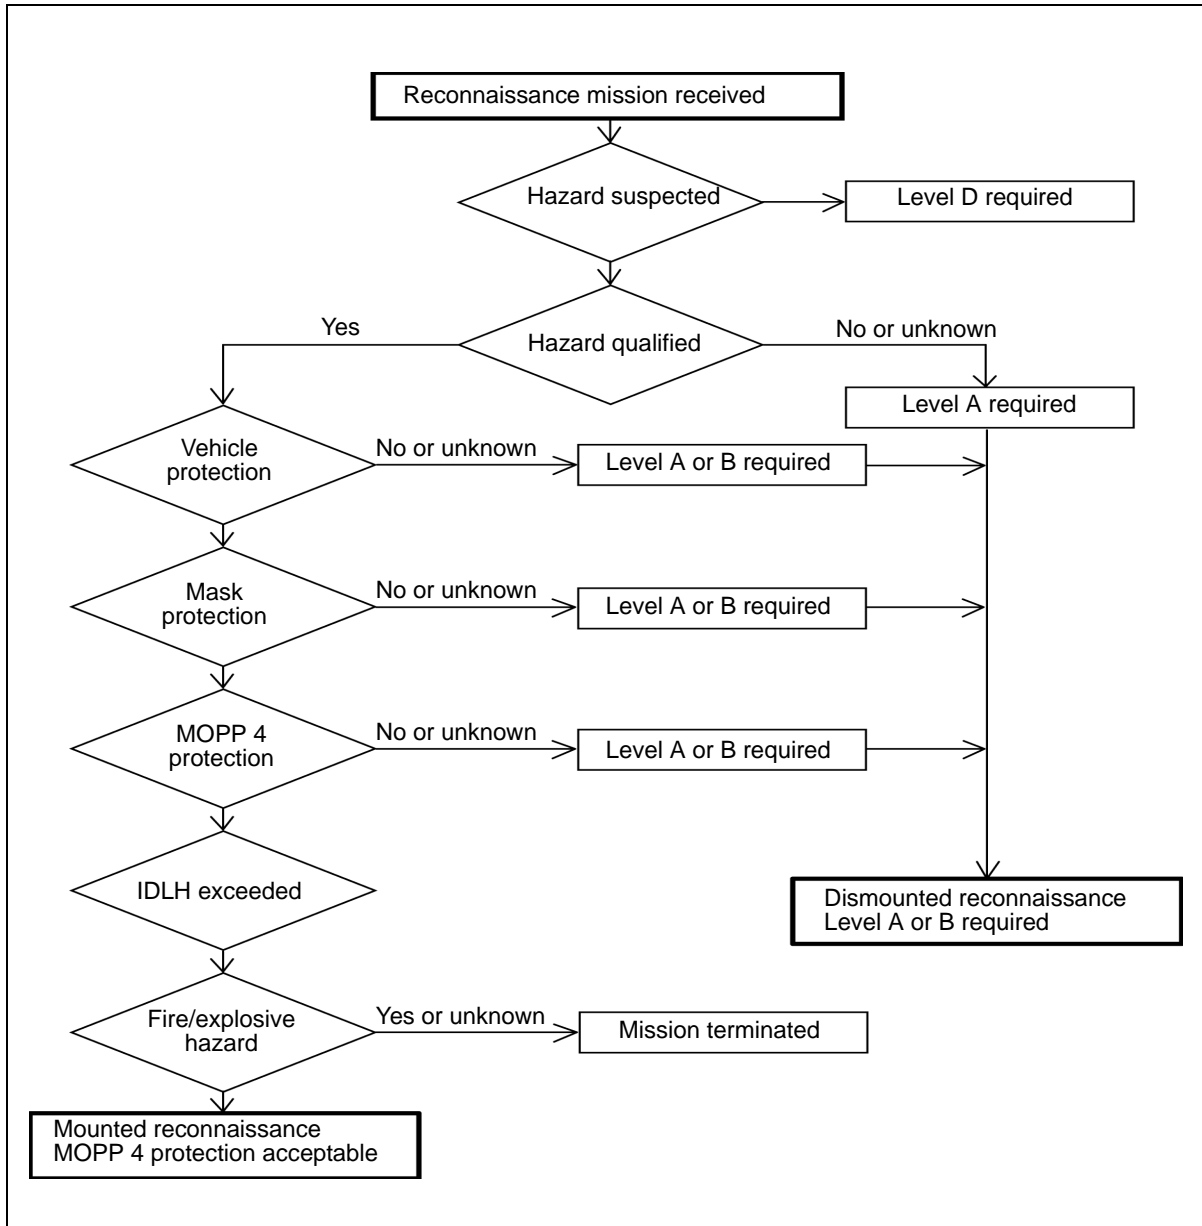 Reconnaissance mission received
Hazard suspected
Level D required
Yes
Hazard qualified
No or unknown
Level A required
Vehicle
protection
No or unknown
Level A or B required
Mask
protection
No or unknown
Level A or B required
MOPP 4
protection
No or unknown
Level A or B required
IDLH exceeded
Dismounted reconnaissance
Level A or B required
Fire/explosive
hazard
Yes or unknown
Mission terminated
Mounted reconnaissance
MOPP 4 protection acceptable